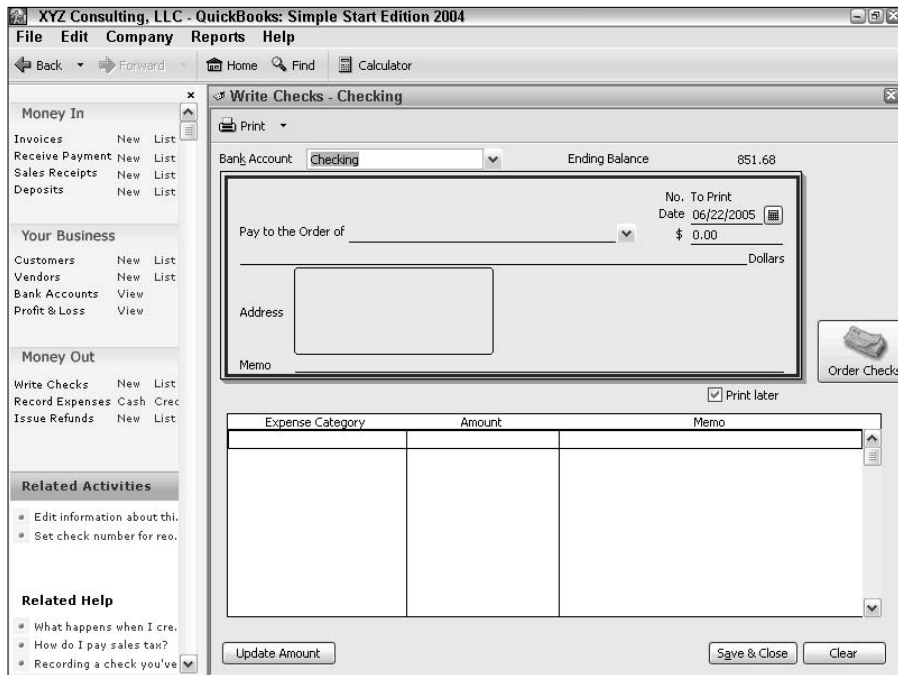 XYZ Consulting, LLC - QuickBooks: Simple Start Edition 2004
File Edit Company Reports Help
Back Forward Home Find Calculator
Money In
Invoices New List
Receive Payment New List
Sales Receipts New List
Deposits New List
Your Business
Customers New List
Vendors New List
Bank Accounts View
Profit & Loss View
Money Out
Write Checks New List
Record Expenses Cash Crec
Issue Refunds New List
Related Activities
Edit information about thi.
Set check number for reo.
Related Help
What happens when I cre.
How do I pay sales tax?
Recording a check you've
Write Checks - Checking
Print
Bank Account Checking Ending Balance 851.68
No. To Print
Date 06/22/2005
Pay to the Order of $ 0.00
Dollars
Address
Memo
Order Checks
Print later
Expense Category Amount Memo
Update Amount Save & Close Clear